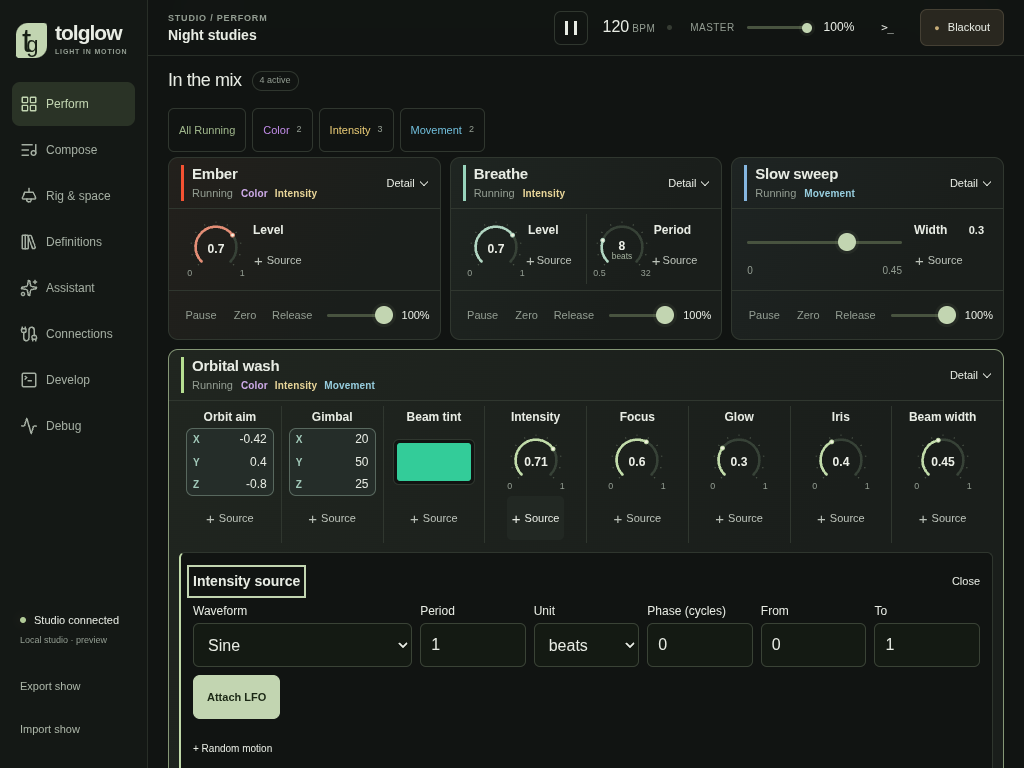 tg tolglow
LIGHT IN MOTION
Perform
Compose
Rig & space
Definitions
Assistant
Connections
Develop
Debug
Studio connected
Local studio · preview
Export show
Import show
STUDIO / PERFORM
Night studies
120 BPM MASTER 100% >_ Blackout
In the mix 4 active
All Running Color 2 Intensity 3 Movement 2
Ember
Running Color Intensity
Detail
0.7
0 1
Level
+ Source
Pause Zero Release 100%
Breathe
Running Intensity
Detail
0.7
0 1
Level
+ Source
8
beats
0.5 32
Period
+ Source
Pause Zero Release 100%
Slow sweep
Running Movement
Detail
0 0.45
Width 0.3
+ Source
Pause Zero Release 100%
Orbital wash
Running Color Intensity Movement
Detail
Orbit aim
X -0.42
Y 0.4
Z -0.8
+ Source
Gimbal
X 20
Y 50
Z 25
+ Source
Beam tint
+ Source
Intensity
0.71
0 1
+ Source
Focus
0.6
0 1
+ Source
Glow
0.3
0 1
+ Source
Iris
0.4
0 1
+ Source
Beam width
0.45
0 1
+ Source
Intensity source
Close
Waveform Period Unit Phase (cycles) From To
Sine 1 beats 0 0 1
Attach LFO
+ Random motion